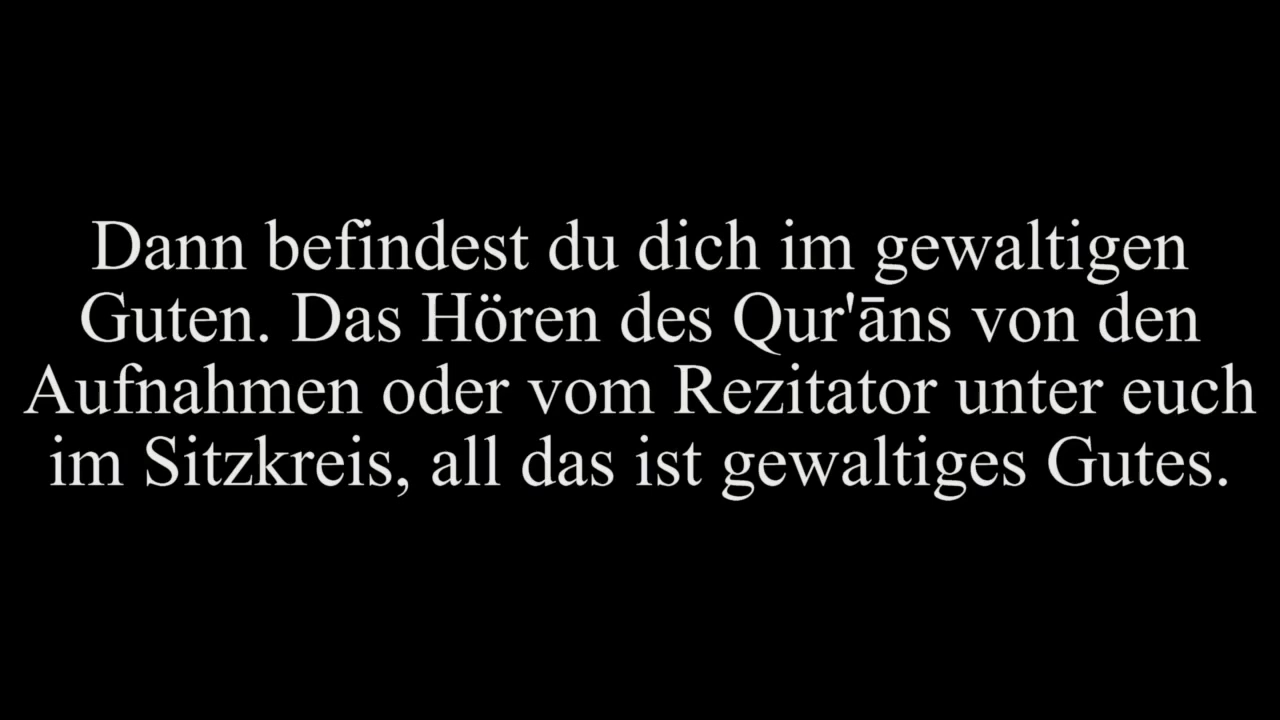 Dann befindest du dich im gewaltigen
Guten. Das Hören des Qur'āns von den
Aufnahmen oder vom Rezitator unter euch
im Sitzkreis, all das ist gewaltiges Gutes.